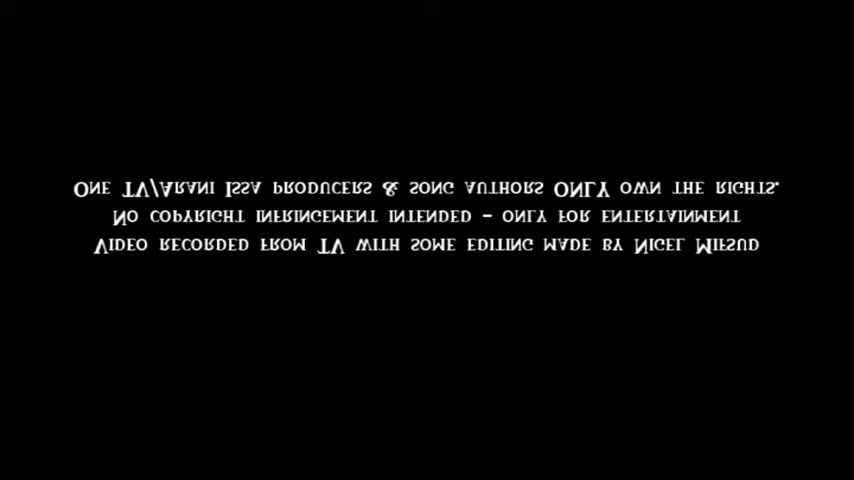 Video recorded from TV with some editing made by Nigel Mifsud
No copyright infringement intended - only for entertainment
One TV/Arani Issa producers & song authors ONLY own the rights.